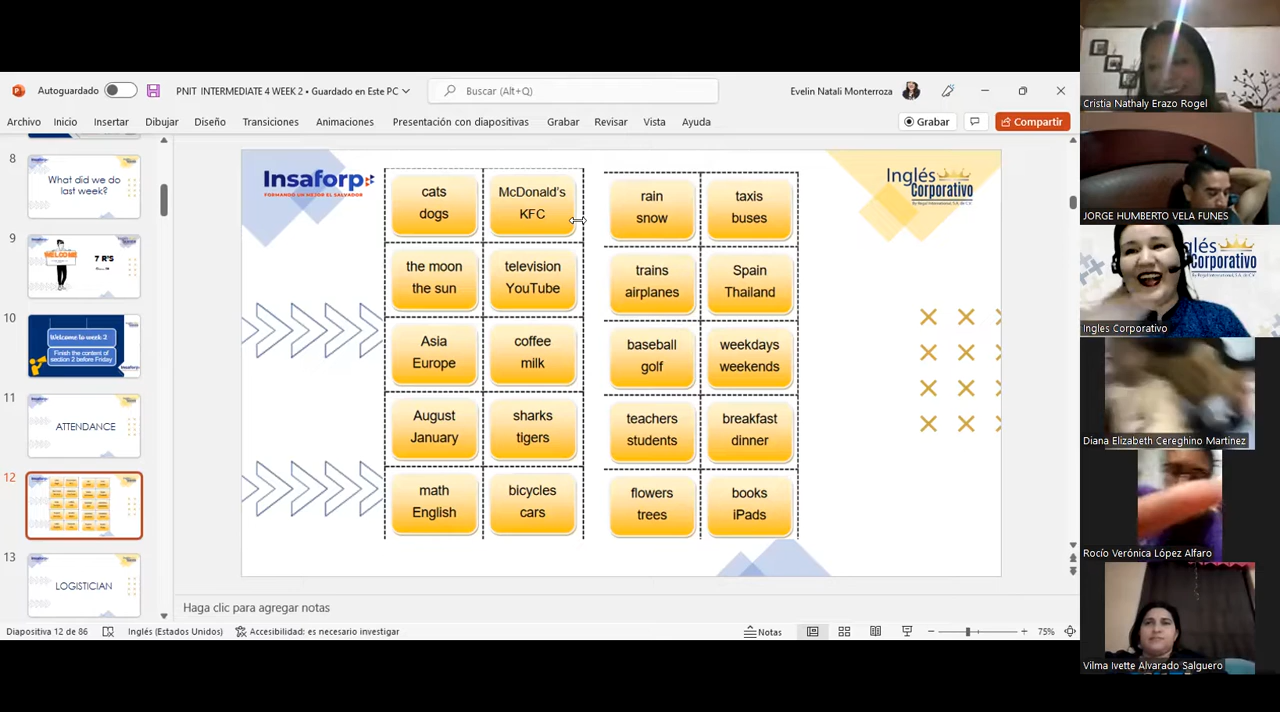 Autoguardado
PNIT INTERMEDIATE 4 WEEK 2 • Guardado en Este PC
Buscar (Alt+Q)
Evelin Natali Monterroza
Archivo Inicio Insertar Dibujar Diseño Transiciones Animaciones Presentación con diapositivas Grabar Revisar Vista Ayuda
Grabar
Compartir
8
What did we do
last week?
9
WELCOME
7 R'S
10
Welcome to week 2
Finish the content of
section 2 before Friday
11
ATTENDANCE
12
13
LOGISTICIAN
Insaforp
FORMANDO UN MEJOR EL SALVADOR
Inglés
Corporativo
cats
dogs
McDonald's
KFC
rain
snow
taxis
buses
the moon
the sun
television
YouTube
trains
airplanes
Spain
Thailand
Asia
Europe
coffee
milk
baseball
golf
weekdays
weekends
August
January
sharks
tigers
teachers
students
breakfast
dinner
math
English
bicycles
cars
flowers
trees
books
iPads
Haga clic para agregar notas
Diapositiva 12 de 86
Inglés (Estados Unidos)
Accesibilidad: es necesario investigar
Notas
75%
Cristia Nathaly Erazo Rogel
JORGE HUMBERTO VELA FUNES
Inglés
Corporativo
Ingles Corporativo
Diana Elizabeth Cereghino Martinez
Rocío Verónica López Alfaro
Vilma Ivette Alvarado Salguero